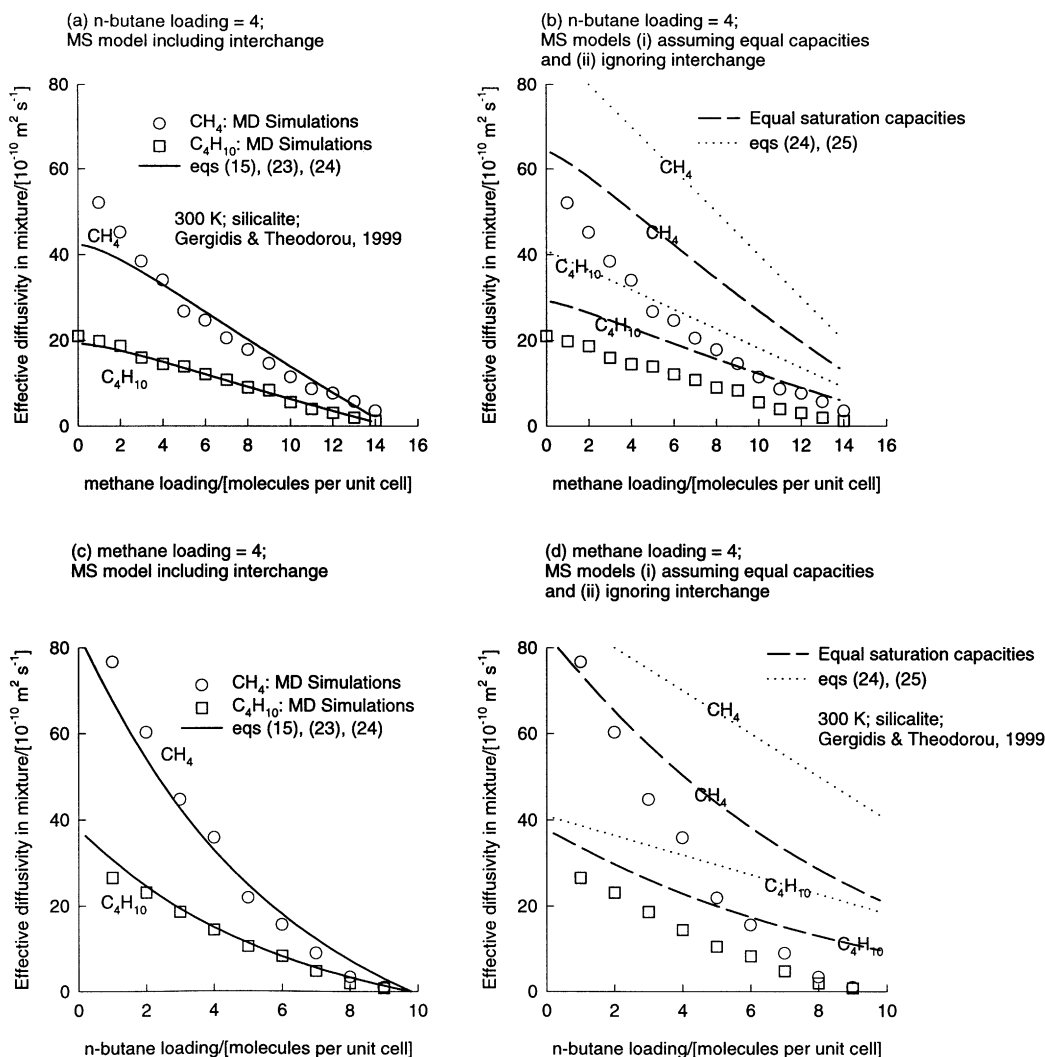 (a) n-butane loading = 4;
MS model including interchange
80
60
40
20
0
Effective diffusivity in mixture/[10⁻¹⁰ m² s⁻¹]
CH₄: MD Simulations
C₄H₁₀: MD Simulations
eqs (15), (23), (24)
300 K; silicalite;
Gergidis & Theodorou, 1999
CH₄
C₄H₁₀
0 2 4 6 8 10 12 14 16
methane loading/[molecules per unit cell]
(b) n-butane loading = 4;
MS models (i) assuming equal capacities
and (ii) ignoring interchange
80
60
40
20
0
Effective diffusivity in mixture/[10⁻¹⁰ m² s⁻¹]
Equal saturation capacities
eqs (24), (25)
CH₄
CH₄
C₄H₁₀
C₄H₁₀
0 2 4 6 8 10 12 14 16
methane loading/[molecules per unit cell]
(c) methane loading = 4;
MS model including interchange
80
60
40
20
0
Effective diffusivity in mixture/[10⁻¹⁰ m² s⁻¹]
CH₄: MD Simulations
C₄H₁₀: MD Simulations
eqs (15), (23), (24)
CH₄
C₄H₁₀
0 2 4 6 8 10
n-butane loading/[molecules per unit cell]
(d) methane loading = 4;
MS models (i) assuming equal capacities
and (ii) ignoring interchange
80
60
40
20
0
Effective diffusivity in mixture/[10⁻¹⁰ m² s⁻¹]
Equal saturation capacities
eqs (24), (25)
300 K; silicalite;
Gergidis & Theodorou, 1999
CH₄
CH₄
C₄H₁₀
C₄H₁₀
0 2 4 6 8 10
n-butane loading/[molecules per unit cell]